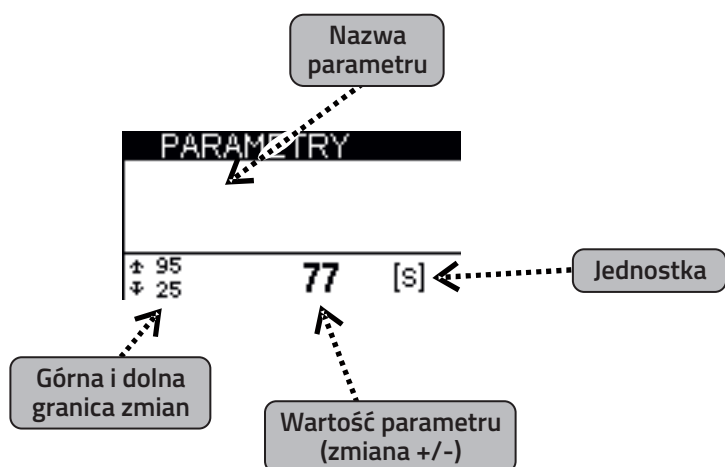 Nazwa
parametru
PARAMETRY
95
25
77
[s]
Jednostka
Górna i dolna
granica zmian
Wartość parametru
(zmiana +/-)